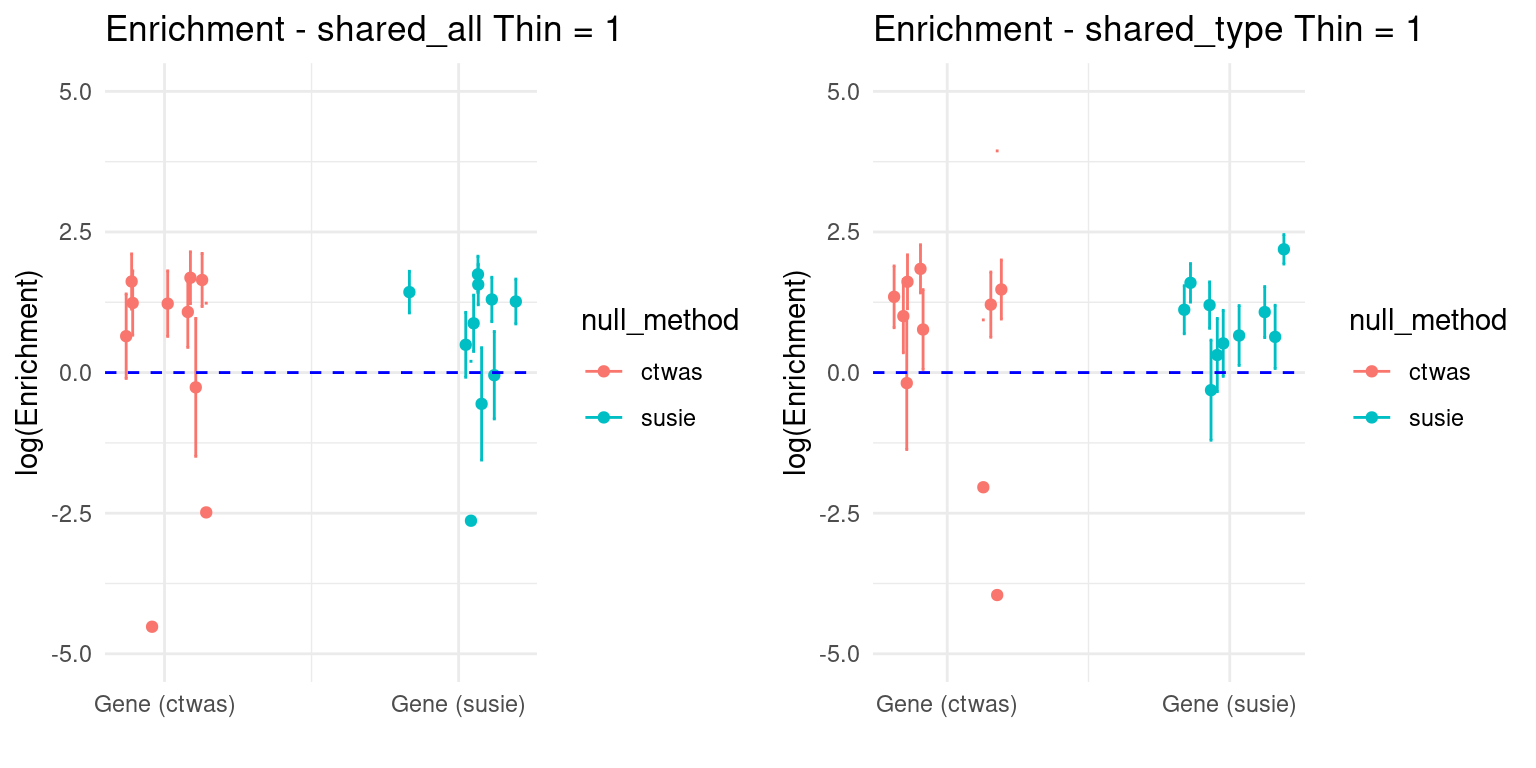 Enrichment - shared_all Thin = 1
log(Enrichment)
5.0
2.5
0.0
-2.5
-5.0
Gene (ctwas)
Gene (susie)
null_method
ctwas
susie
Enrichment - shared_type Thin = 1
log(Enrichment)
5.0
2.5
0.0
-2.5
-5.0
Gene (ctwas)
Gene (susie)
null_method
ctwas
susie